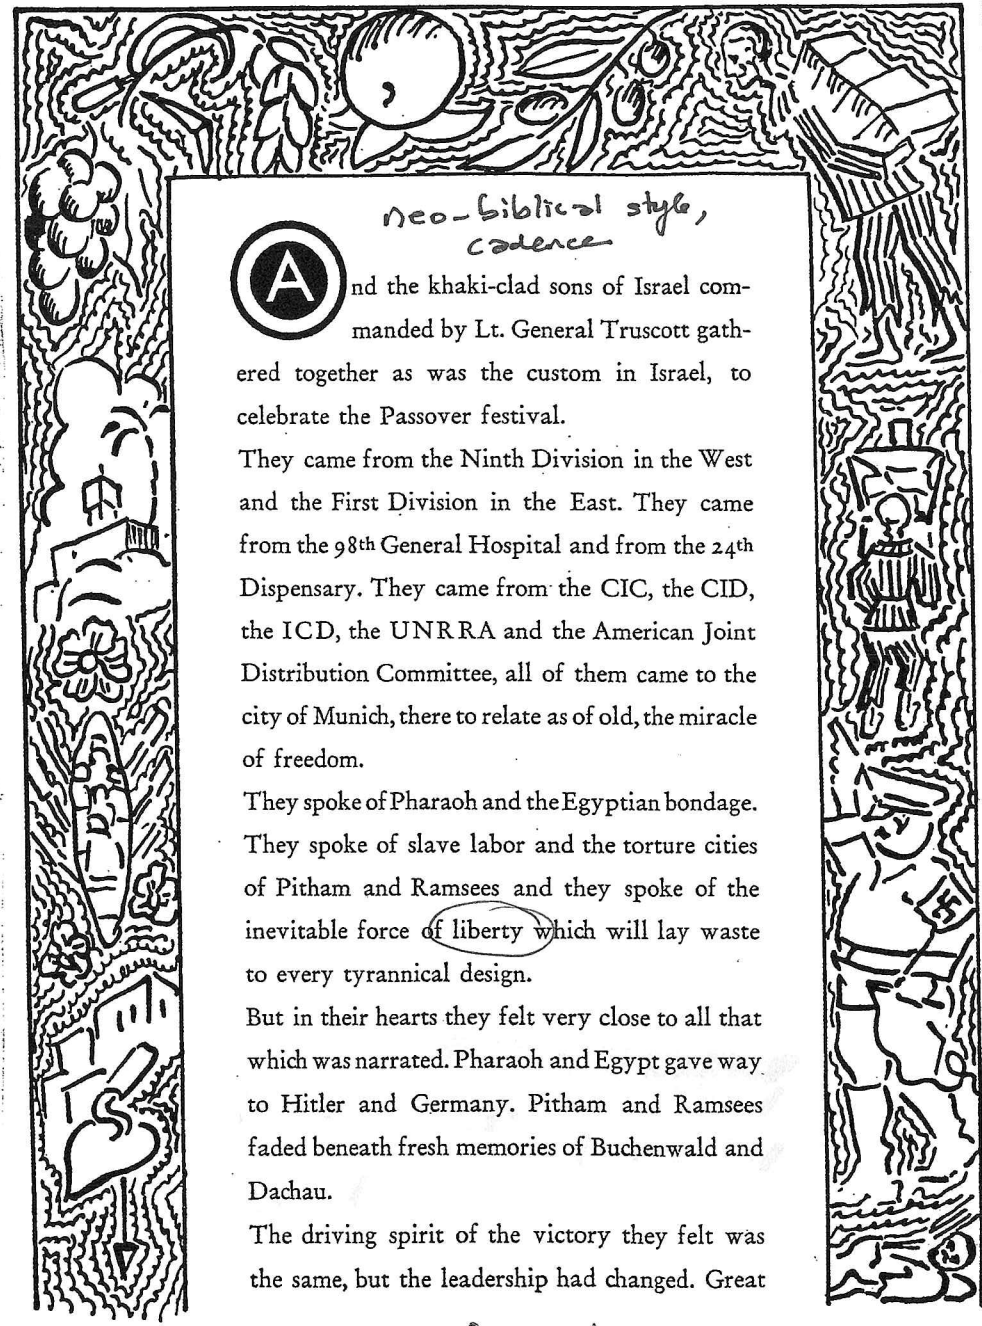 neo-biblical style,
cadence
And the khaki-clad sons of Israel com-
manded by Lt. General Truscott gath-
ered together as was the custom in Israel, to
celebrate the Passover festival.
They came from the Ninth Division in the West
and the First Division in the East. They came
from the 98th General Hospital and from the 24th
Dispensary. They came from the CIC, the CID,
the ICD, the UNRRA and the American Joint
Distribution Committee, all of them came to the
city of Munich, there to relate as of old, the miracle
of freedom.
They spoke of Pharaoh and the Egyptian bondage.
They spoke of slave labor and the torture cities
of Pitham and Ramsees and they spoke of the
inevitable force of liberty which will lay waste
to every tyrannical design.
But in their hearts they felt very close to all that
which was narrated. Pharaoh and Egypt gave way
to Hitler and Germany. Pitham and Ramsees
faded beneath fresh memories of Buchenwald and
Dachau.
The driving spirit of the victory they felt was
the same, but the leadership had changed. Great